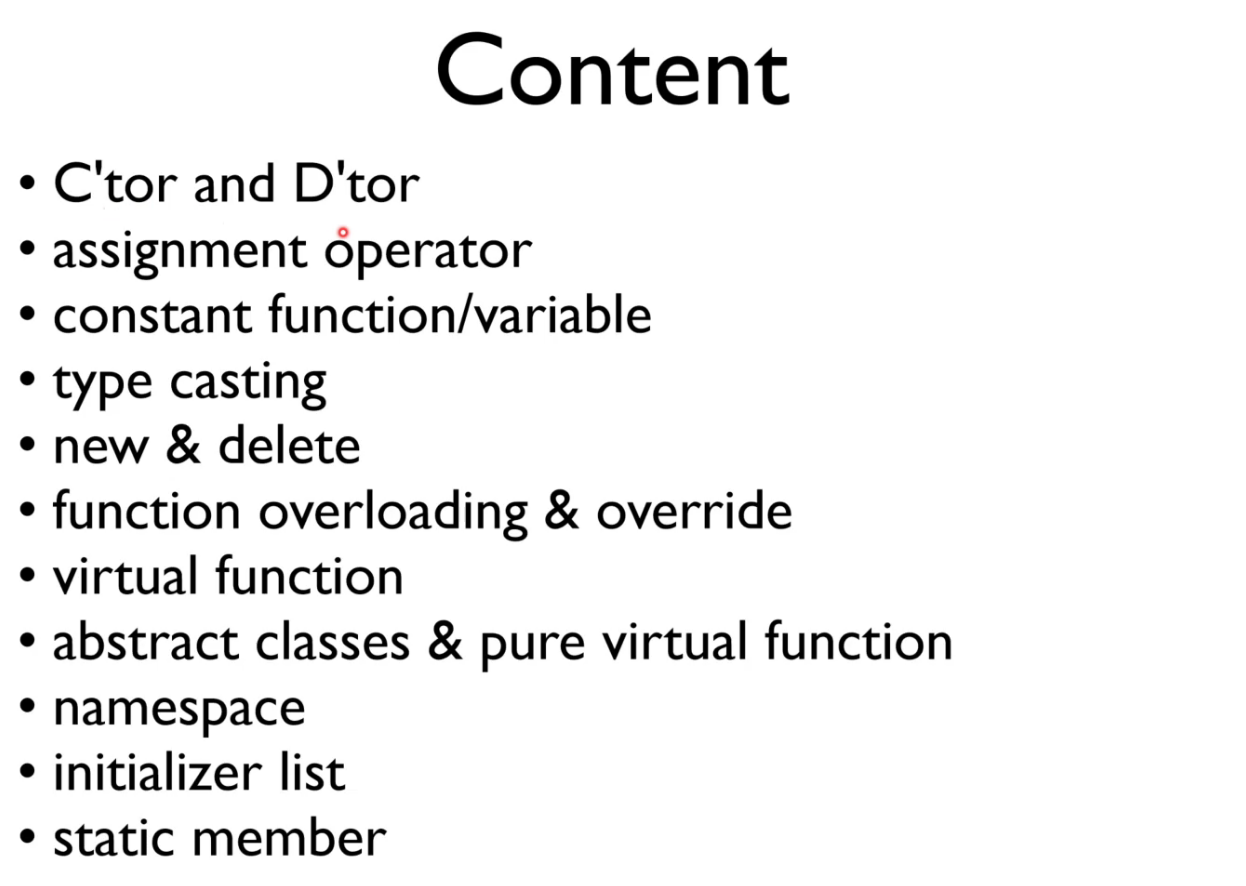 Content
• C'tor and D'tor
• assignment operator
• constant function/variable
• type casting
• new & delete
• function overloading & override
• virtual function
• abstract classes & pure virtual function
• namespace
• initializer list
• static member